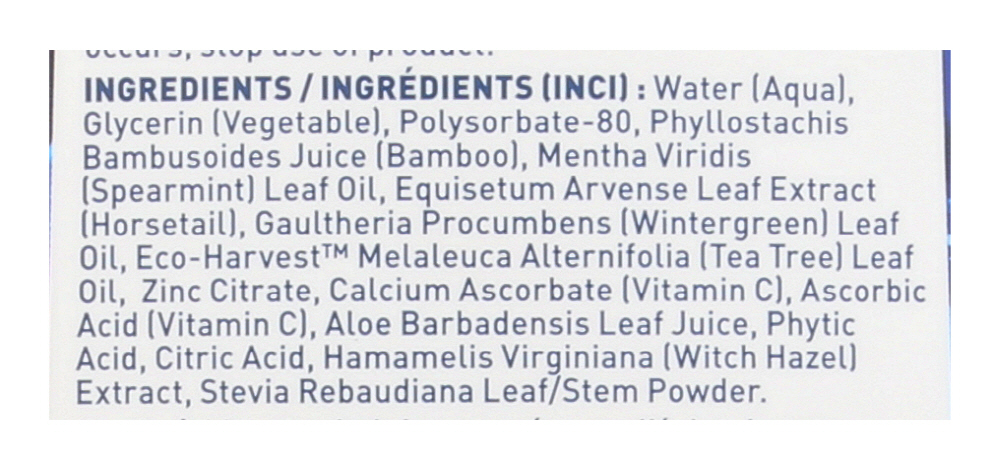 occurs, stop use of product.
INGREDIENTS / INGRÉDIENTS (INCI) : Water (Aqua),
Glycerin (Vegetable), Polysorbate-80, Phyllostachis
Bambusoides Juice (Bamboo), Mentha Viridis
(Spearmint) Leaf Oil, Equisetum Arvense Leaf Extract
(Horsetail), Gaultheria Procumbens (Wintergreen) Leaf
Oil, Eco-Harvest™ Melaleuca Alternifolia (Tea Tree) Leaf
Oil, Zinc Citrate, Calcium Ascorbate (Vitamin C), Ascorbic
Acid (Vitamin C), Aloe Barbadensis Leaf Juice, Phytic
Acid, Citric Acid, Hamamelis Virginiana (Witch Hazel)
Extract, Stevia Rebaudiana Leaf/Stem Powder.